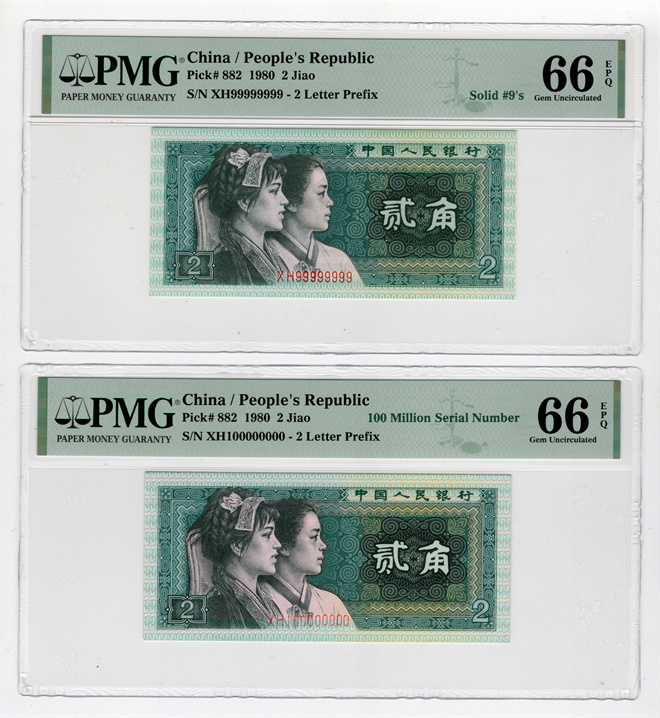 PMG
PAPER MONEY GUARANTY
China / People's Republic
Pick# 882 1980 2 Jiao
S/N XH99999999 - 2 Letter Prefix
Solid #9's
66 EPQ
Gem Uncirculated
中国人民银行
贰角
XH99999999
2
2
PMG
PAPER MONEY GUARANTY
China / People's Republic
Pick# 882 1980 2 Jiao
100 Million Serial Number
S/N XH100000000 - 2 Letter Prefix
66 EPQ
Gem Uncirculated
中国人民银行
贰角
XH100000000
2
2